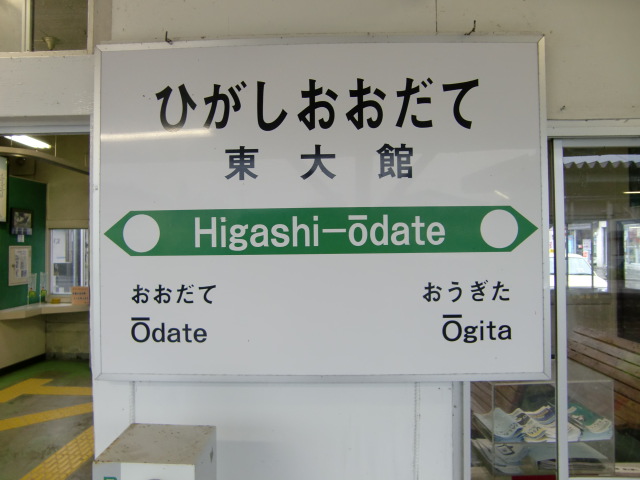 ひがしおおだて
東大館
Higashi-ōdate
おおだて
Ōdate
おうぎた
Ōgita